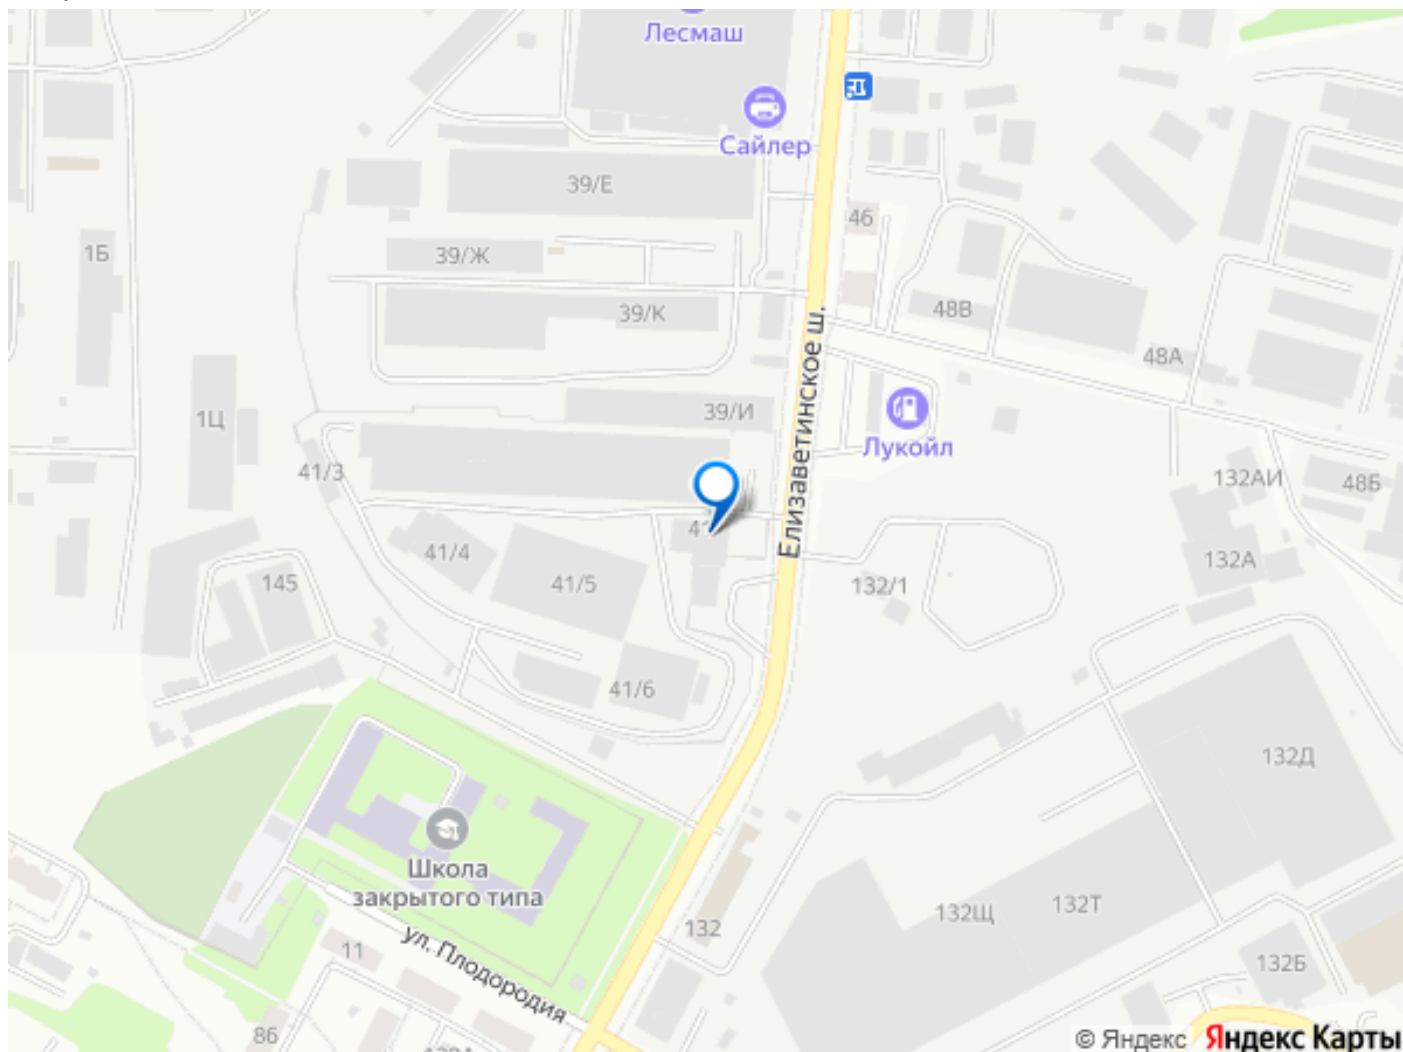 Лесмаш
Сайлер
39/Е
46
1Б
39/Ж
39/К
48В
48А
Елизаветинское ш.
39/И
1Ц
Лукойл
41/3
132АИ
48Б
41/4
41/5
145
132/1
132А
41/6
132Д
Школа
закрытого типа
132Щ
132Т
132
11
ул. Плодородия
132Б
86
© Яндекс Яндекс Карты